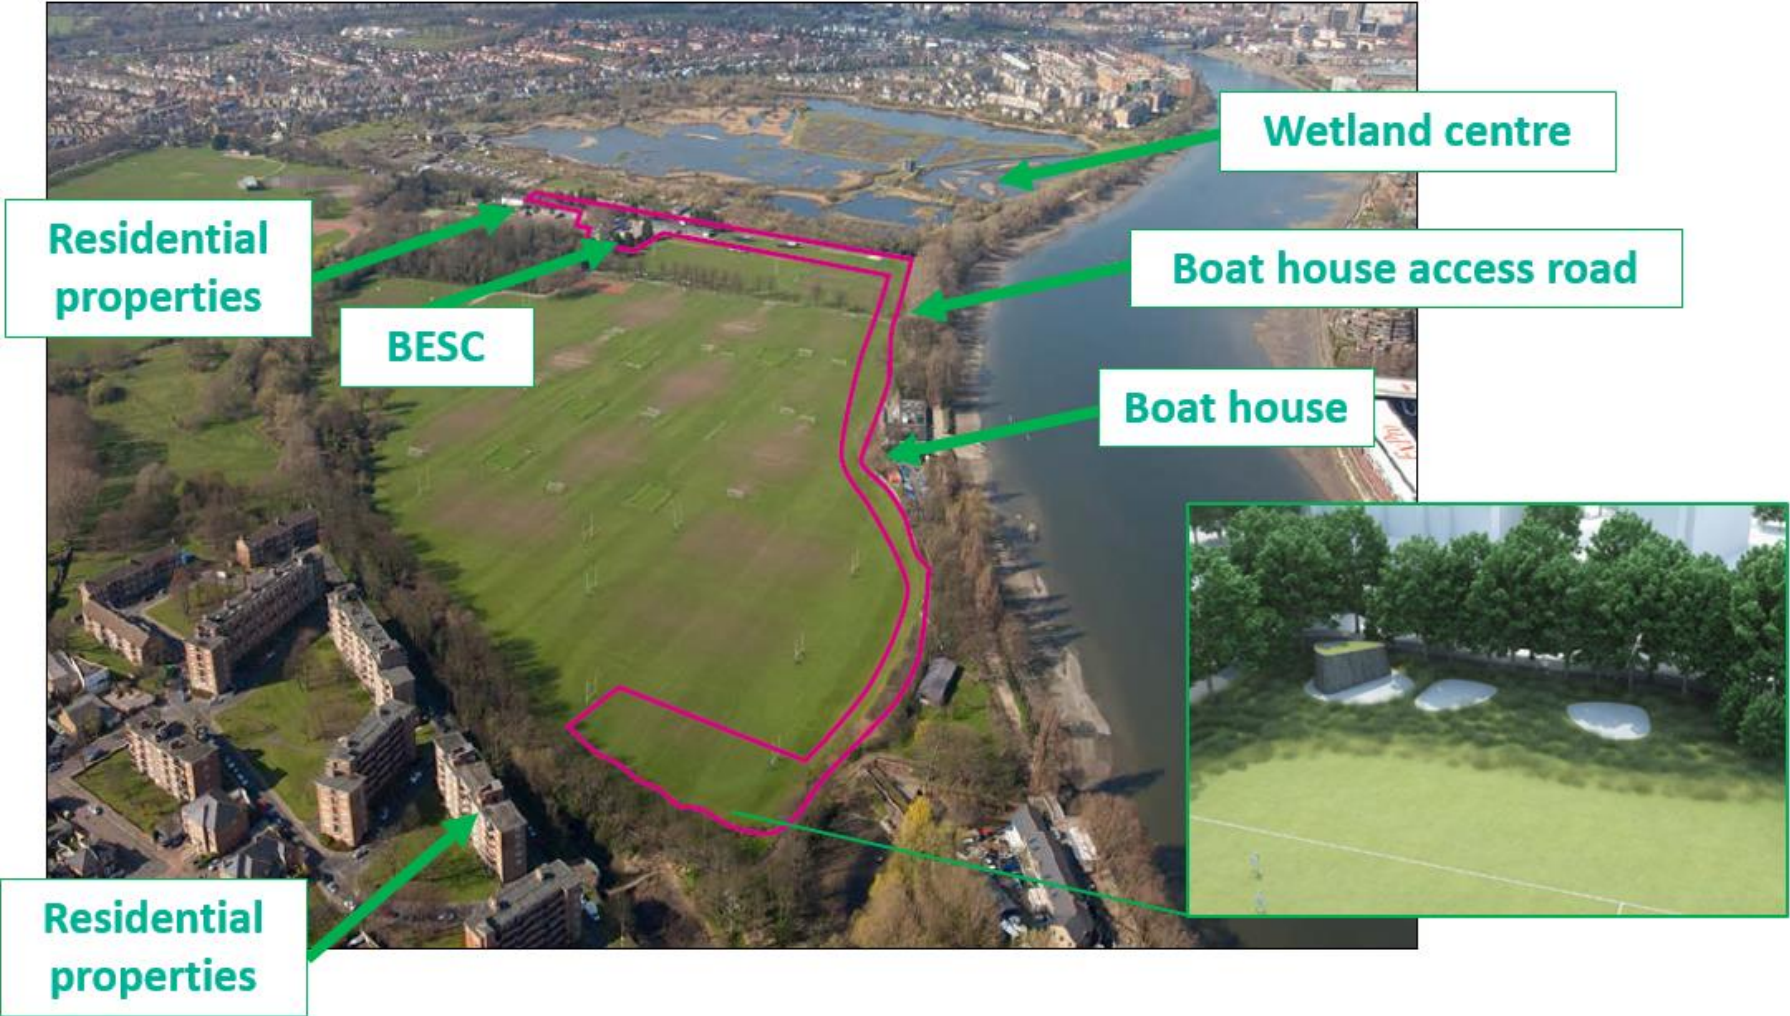 Wetland centre
Residential
properties
Boat house access road
BESC
Boat house
Residential
properties